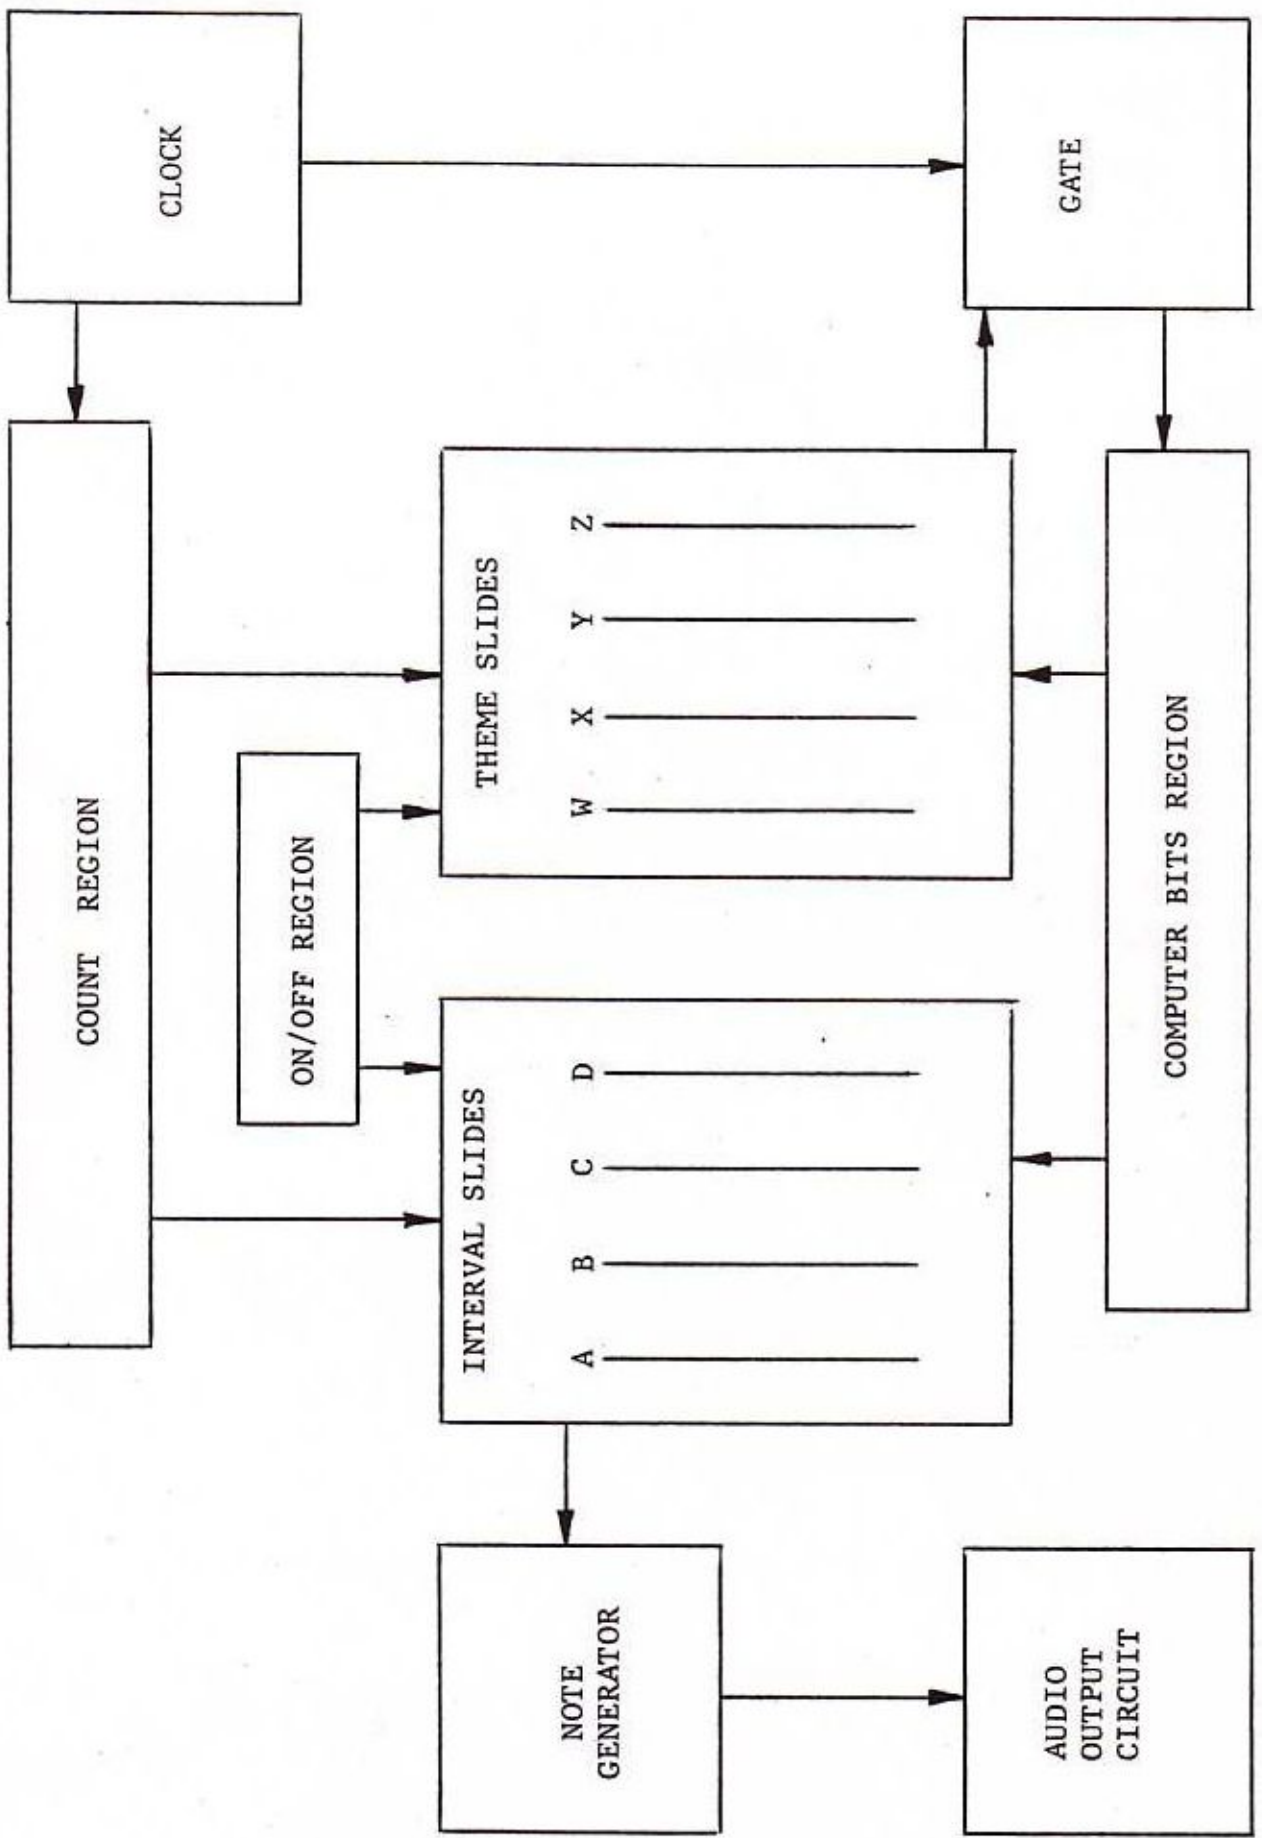 CLOCK
COUNT REGION
ON/OFF REGION
THEME SLIDES
W X Y Z
INTERVAL SLIDES
A B C D
GATE
COMPUTER BITS REGION
NOTE
GENERATOR
AUDIO
OUTPUT
CIRCUIT